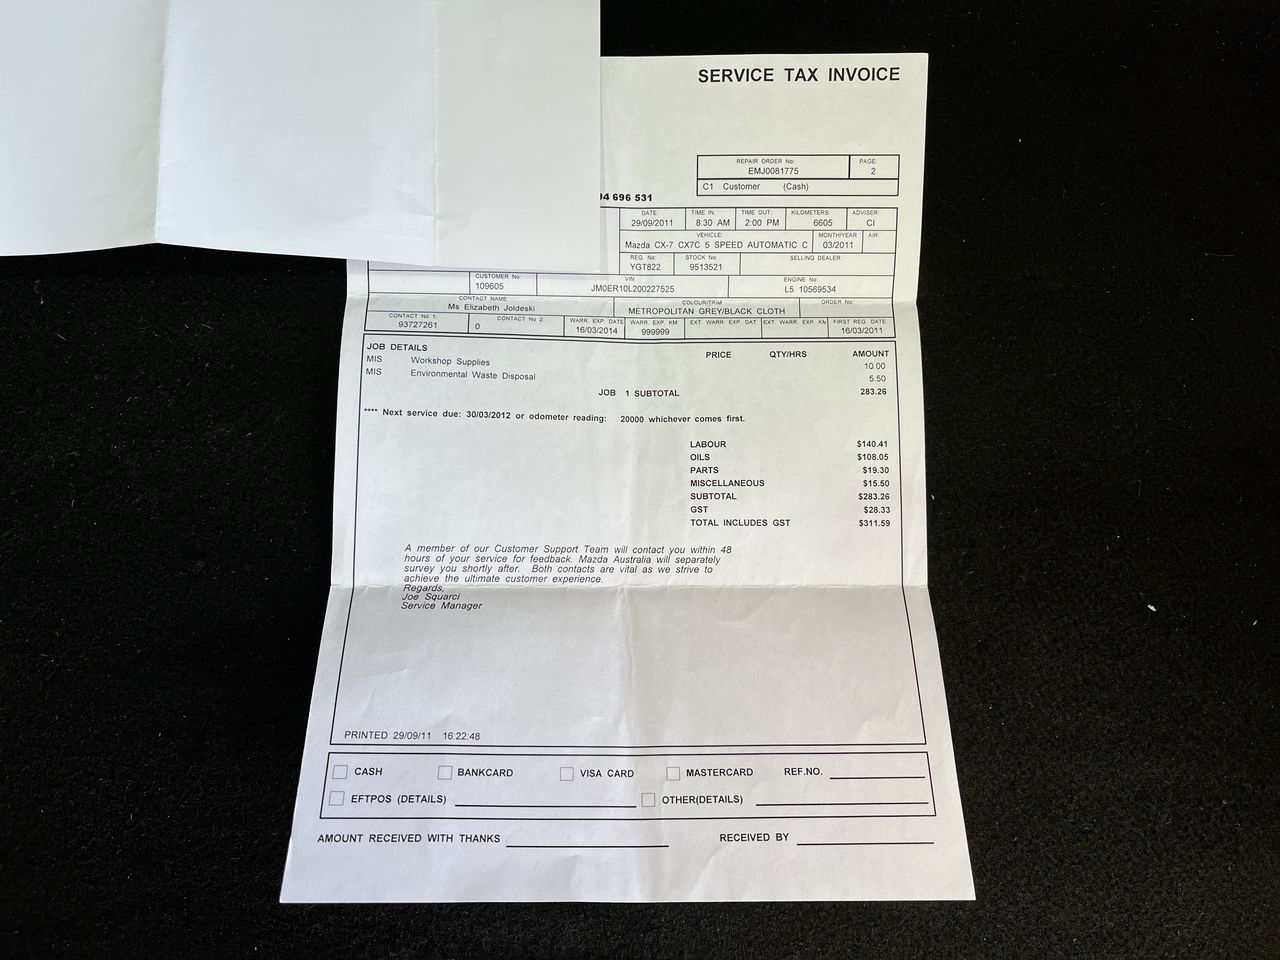 SERVICE TAX INVOICE
REPAIR ORDER No: PAGE:
EMJ0081775 2
C1 Customer (Cash)
04 696 531
DATE: TIME IN: TIME OUT: KILOMETERS: ADVISER:
29/09/2011 8:30 AM 2:00 PM 6605 CI
VEHICLE: MONTH/YEAR AIR:
Mazda CX-7 CX7C 5 SPEED AUTOMATIC C 03/2011
REG. No: STOCK No: SELLING DEALER:
YGT822 9513521
CUSTOMER No: VIN: ENGINE No:
109605 JM0ER10L200227525 L5 10569534
CONTACT NAME: COLOUR/TRIM ORDER No:
Ms Elizabeth Joldeski METROPOLITAN GREY/BLACK CLOTH
CONTACT No 1: CONTACT No 2: WARR. EXP. DATE WARR. EXP. KM: EXT. WARR. EXP. DAT EXT. WARR. EXP. KM FIRST REG. DATE
93727261 0 16/03/2014 999999 16/03/2011
JOB DETAILS PRICE QTY/HRS AMOUNT
MIS Workshop Supplies 10.00
MIS Environmental Waste Disposal 5.50
JOB 1 SUBTOTAL 283.26
**** Next service due: 30/03/2012 or odometer reading: 20000 whichever comes first.
LABOUR $140.41
OILS $108.05
PARTS $19.30
MISCELLANEOUS $15.50
SUBTOTAL $283.26
GST $28.33
TOTAL INCLUDES GST $311.59
A member of our Customer Support Team will contact you within 48
hours of your service for feedback. Mazda Australia will separately
survey you shortly after. Both contacts are vital as we strive to
achieve the ultimate customer experience.
Regards,
Joe Squarci
Service Manager
PRINTED 29/09/11 16:22:48
CASH BANKCARD VISA CARD MASTERCARD REF.NO.
EFTPOS (DETAILS) OTHER(DETAILS)
AMOUNT RECEIVED WITH THANKS RECEIVED BY